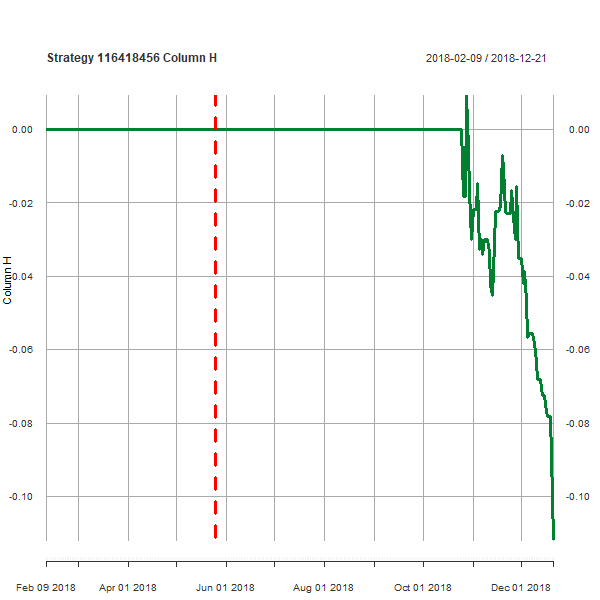 Strategy 116418456 Column H
2018-02-09 / 2018-12-21
0.00 0.00
-0.02 -0.02
-0.04 -0.04
-0.06 -0.06
-0.08 -0.08
-0.10 -0.10
Column H
Feb 09 2018 Apr 01 2018 Jun 01 2018 Aug 01 2018 Oct 01 2018 Dec 01 2018